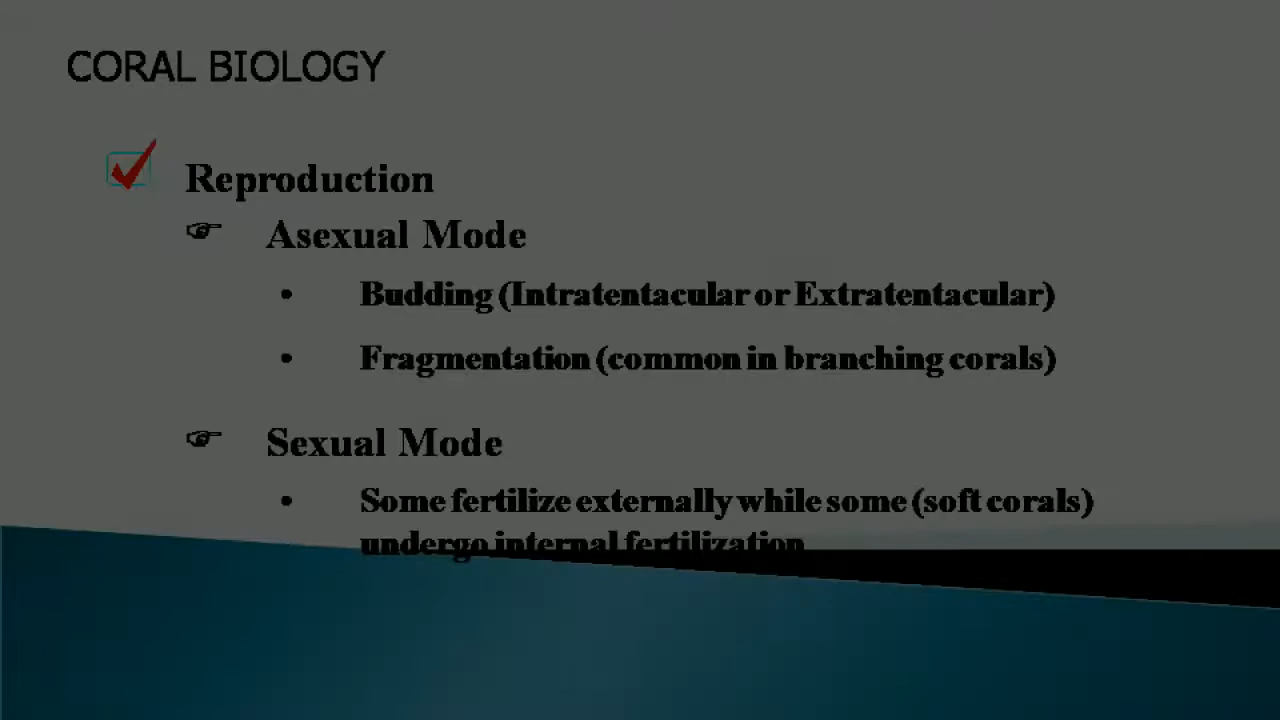 CORAL BIOLOGY
Reproduction
☞ Asexual Mode
• Budding (Intratentacular or Extratentacular)
• Fragmentation (common in branching corals)
☞ Sexual Mode
• Some fertilize externally while some (soft corals)
undergo internal fertilization